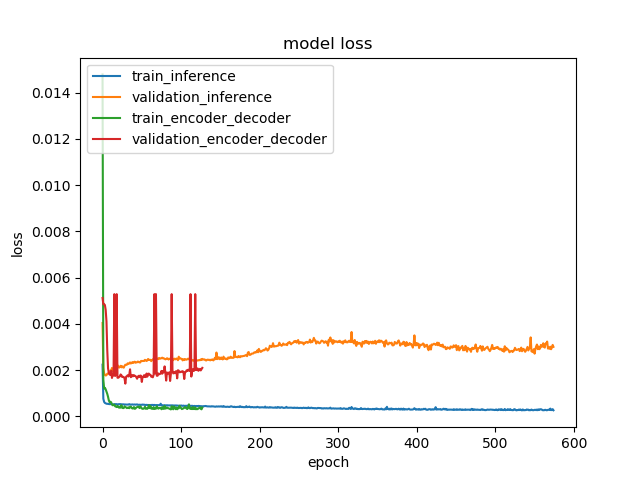 model loss
train_inference
validation_inference
train_encoder_decoder
validation_encoder_decoder
0.014
0.012
0.010
0.008
0.006
0.004
0.002
0.000
loss
0 100 200 300 400 500 600
epoch